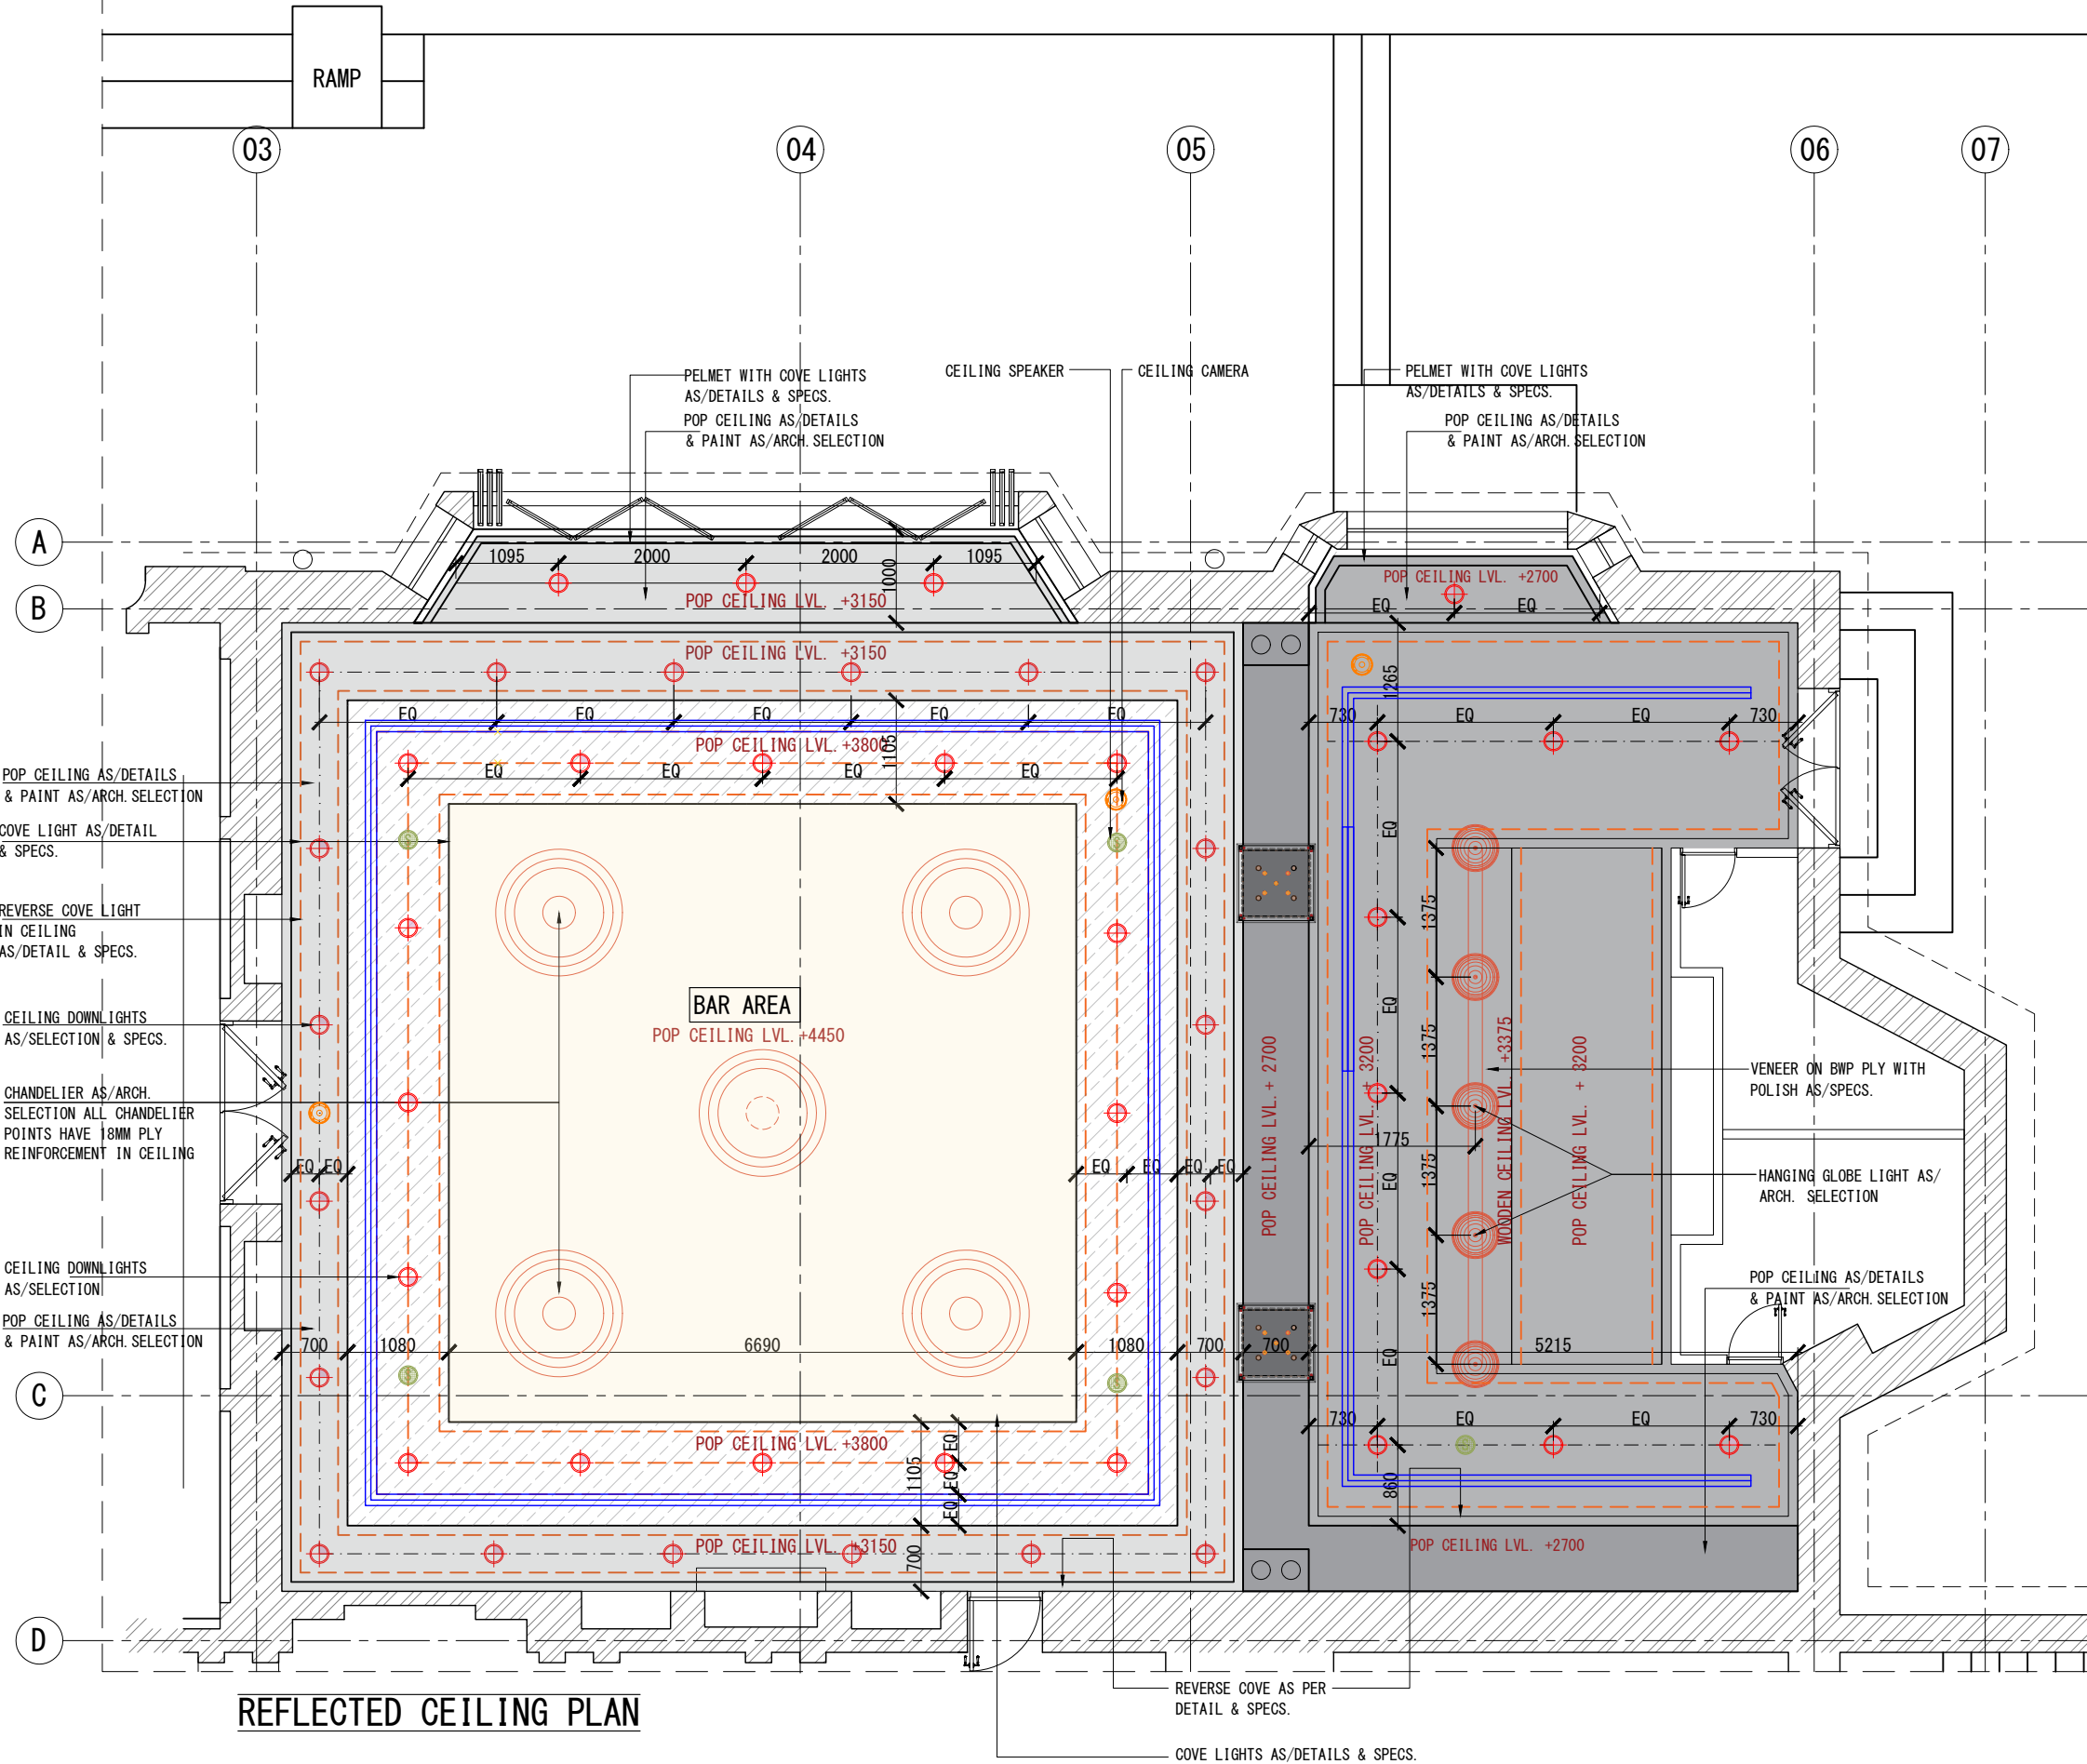 RAMP
03
04
05
06
07
PELMET WITH COVE LIGHTS
AS/DETAILS & SPECS.
POP CEILING AS/DETAILS
& PAINT AS/ARCH. SELECTION
CEILING SPEAKER
CEILING CAMERA
PELMET WITH COVE LIGHTS
AS/DETAILS & SPECS.
POP CEILING AS/DETAILS
& PAINT AS/ARCH. SELECTION
A
B
C
D
1095
2000
2000
1095
1000
POP CEILING LVL. +3150
POP CEILING LVL. +2700
EQ
EQ
POP CEILING LVL. +3150
1265
EQ
EQ
EQ
EQ
EQ
730
EQ
EQ
730
POP CEILING LVL. +3800
1105
EQ
EQ
EQ
EQ
POP CEILING AS/DETAILS
& PAINT AS/ARCH. SELECTION
COVE LIGHT AS/DETAIL
& SPECS.
REVERSE COVE LIGHT
IN CEILING
AS/DETAIL & SPECS.
CEILING DOWNLIGHTS
AS/SELECTION & SPECS.
CHANDELIER AS/ARCH.
SELECTION ALL CHANDELIER
POINTS HAVE 18MM PLY
REINFORCEMENT IN CEILING
CEILING DOWNLIGHTS
AS/SELECTION
POP CEILING AS/DETAILS
& PAINT AS/ARCH. SELECTION
BAR AREA
POP CEILING LVL. +4450
EQ
EQ
EQ
EQ
EQ
EQ
POP CEILING LVL. + 2700
POP CEILING LVL. + 3200
WOODEN CEILING LVL. +3375
POP CEILING LVL. + 3200
EQ
EQ
EQ
EQ
1375
1375
1375
1375
1775
VENEER ON BWP PLY WITH
POLISH AS/SPECS.
HANGING GLOBE LIGHT AS/
ARCH. SELECTION
POP CEILING AS/DETAILS
& PAINT AS/ARCH. SELECTION
700
1080
6690
1080
700
700
5215
730
EQ
EQ
730
860
POP CEILING LVL. +3800
1105
EQ
EQ
EQ
POP CEILING LVL. +3150
700
POP CEILING LVL. +2700
REVERSE COVE AS PER
DETAIL & SPECS.
COVE LIGHTS AS/DETAILS & SPECS.
REFLECTED CEILING PLAN